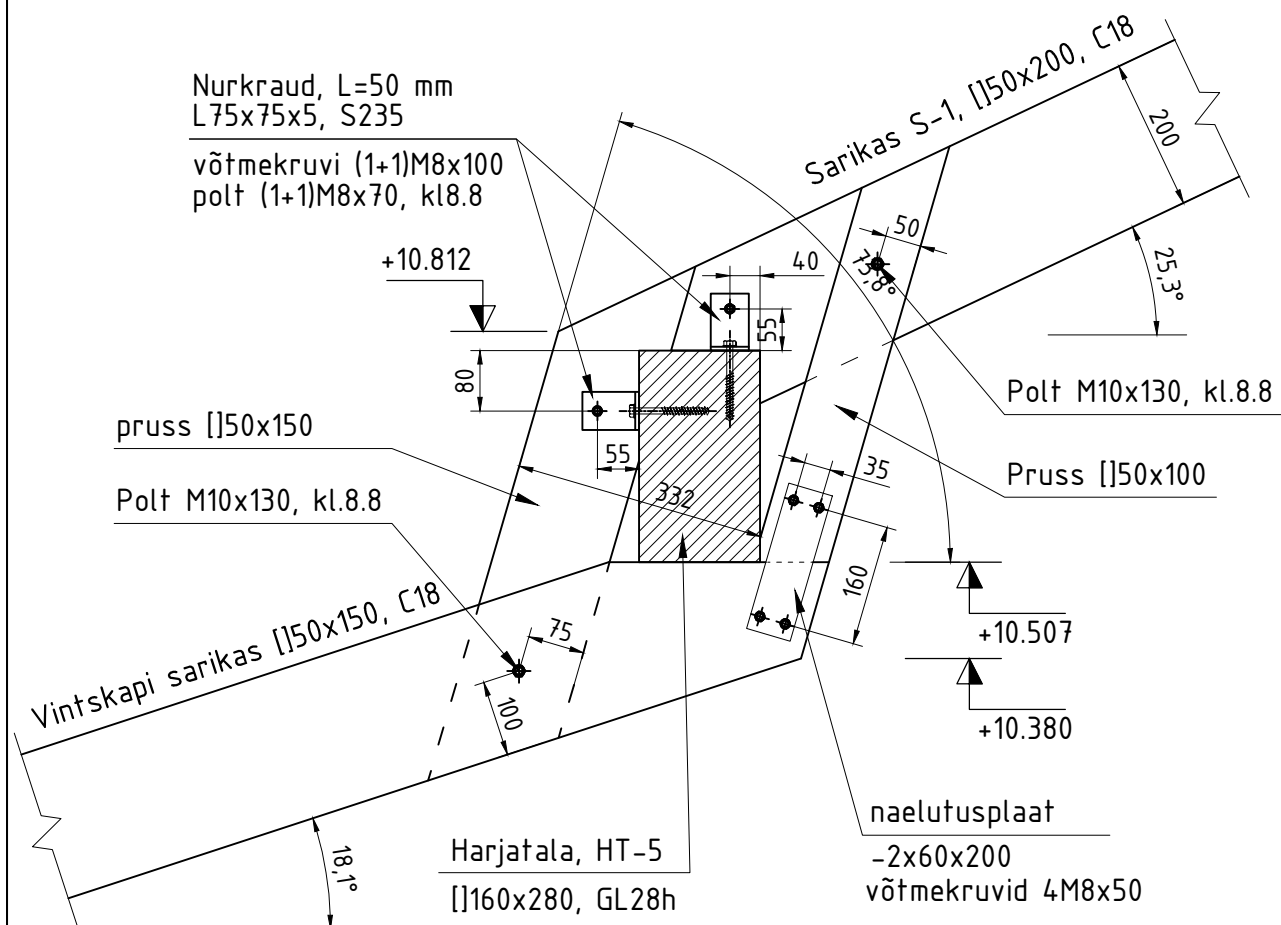 Nurkraud, L=50 mm
L75x75x5, S235
võtmekruvi (1+1)M8x100
polt (1+1)M8x70, kl8.8
Sarikas S-1, []50x200, C18
200
+10.812
50
40
75,8°
25,3°
55
80
Polt M10x130, kl.8.8
pruss []50x150
55
35
Pruss []50x100
Polt M10x130, kl.8.8
332
160
Vintskapi sarikas []50x150, C18
75
+10.507
100
+10.380
18,1°
naelutusplaat
-2x60x200
võtmekruvid 4M8x50
Harjatala, HT-5
[]160x280, GL28h